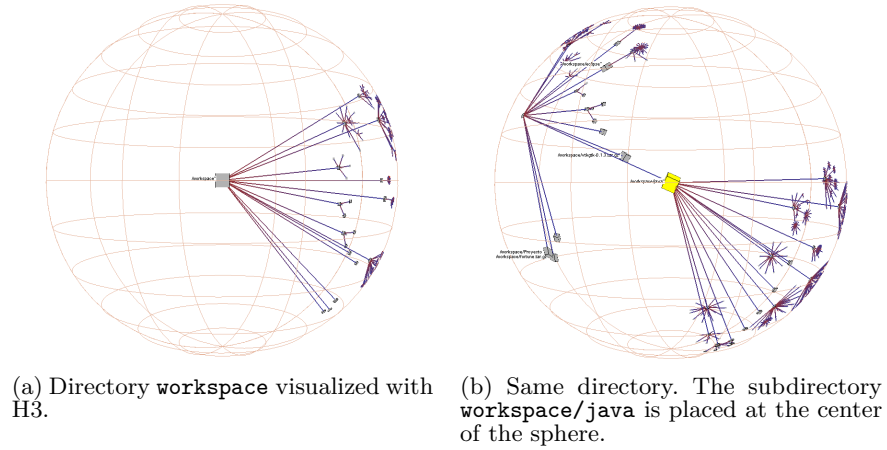 /workspace
/workspace/eclipse
/workspace/Proyecto
(a) Directory workspace visualized with
H3.
(b) Same directory. The subdirectory
workspace/java is placed at the center
of the sphere.